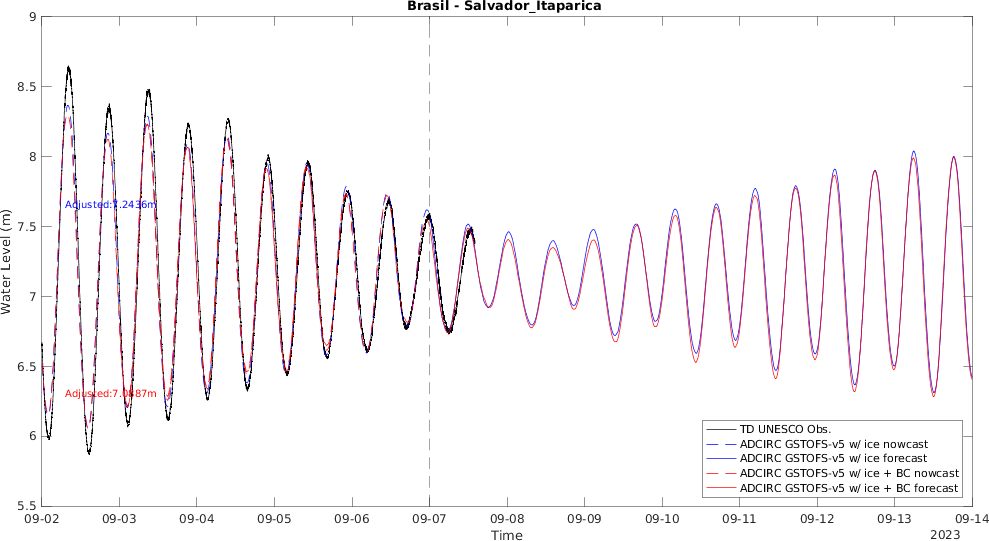 Brasil - Salvador_Itaparica
Water Level (m)
9
8.5
8
7.5
7
6.5
6
5.5
Adjusted:7.2436m
Adjusted:7.0887m
TD UNESCO Obs.
ADCIRC GSTOFS-v5 w/ ice nowcast
ADCIRC GSTOFS-v5 w/ ice forecast
ADCIRC GSTOFS-v5 w/ ice + BC nowcast
ADCIRC GSTOFS-v5 w/ ice + BC forecast
09-02 09-03 09-04 09-05 09-06 09-07 09-08 09-09 09-10 09-11 09-12 09-13 09-14
Time
2023